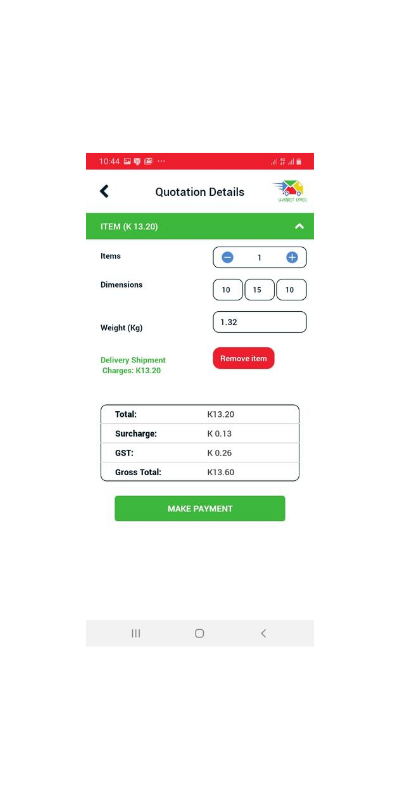 10:44
Quotation Details
ITEM (K 13.20)
Items
1
Dimensions
10 15 10
Weight (Kg)
1.32
Delivery Shipment
Charges: K13.20
Remove item
Total: K13.20
Surcharge: K 0.13
GST: K 0.26
Gross Total: K13.60
MAKE PAYMENT